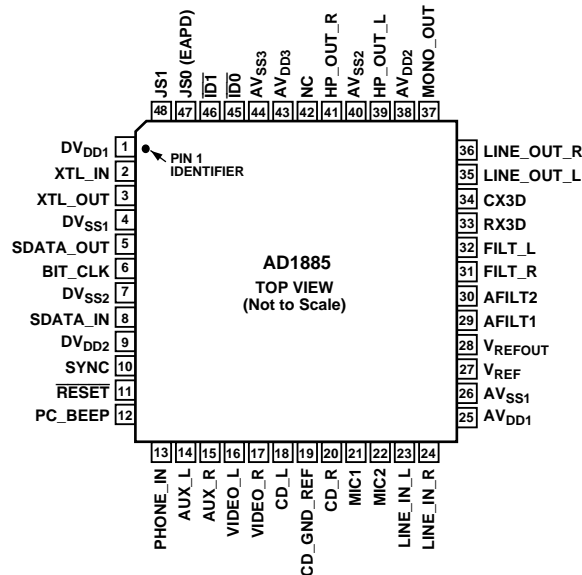 JS1
JS0 (EAPD)
ID1
ID0
AVSS3
AVDD3
NC
HP_OUT_R
AVSS2
HP_OUT_L
AVDD2
MONO_OUT
48 47 46 45 44 43 42 41 40 39 38 37
DVDD1 1
XTL_IN 2
XTL_OUT 3
DVSS1 4
SDATA_OUT 5
BIT_CLK 6
DVSS2 7
SDATA_IN 8
DVDD2 9
SYNC 10
RESET 11
PC_BEEP 12
PIN 1
IDENTIFIER
AD1885
TOP VIEW
(Not to Scale)
36 LINE_OUT_R
35 LINE_OUT_L
34 CX3D
33 RX3D
32 FILT_L
31 FILT_R
30 AFILT2
29 AFILT1
28 VREFOUT
27 VREF
26 AVSS1
25 AVDD1
13 14 15 16 17 18 19 20 21 22 23 24
PHONE_IN
AUX_L
AUX_R
VIDEO_L
VIDEO_R
CD_L
CD_GND_REF
CD_R
MIC1
MIC2
LINE_IN_L
LINE_IN_R